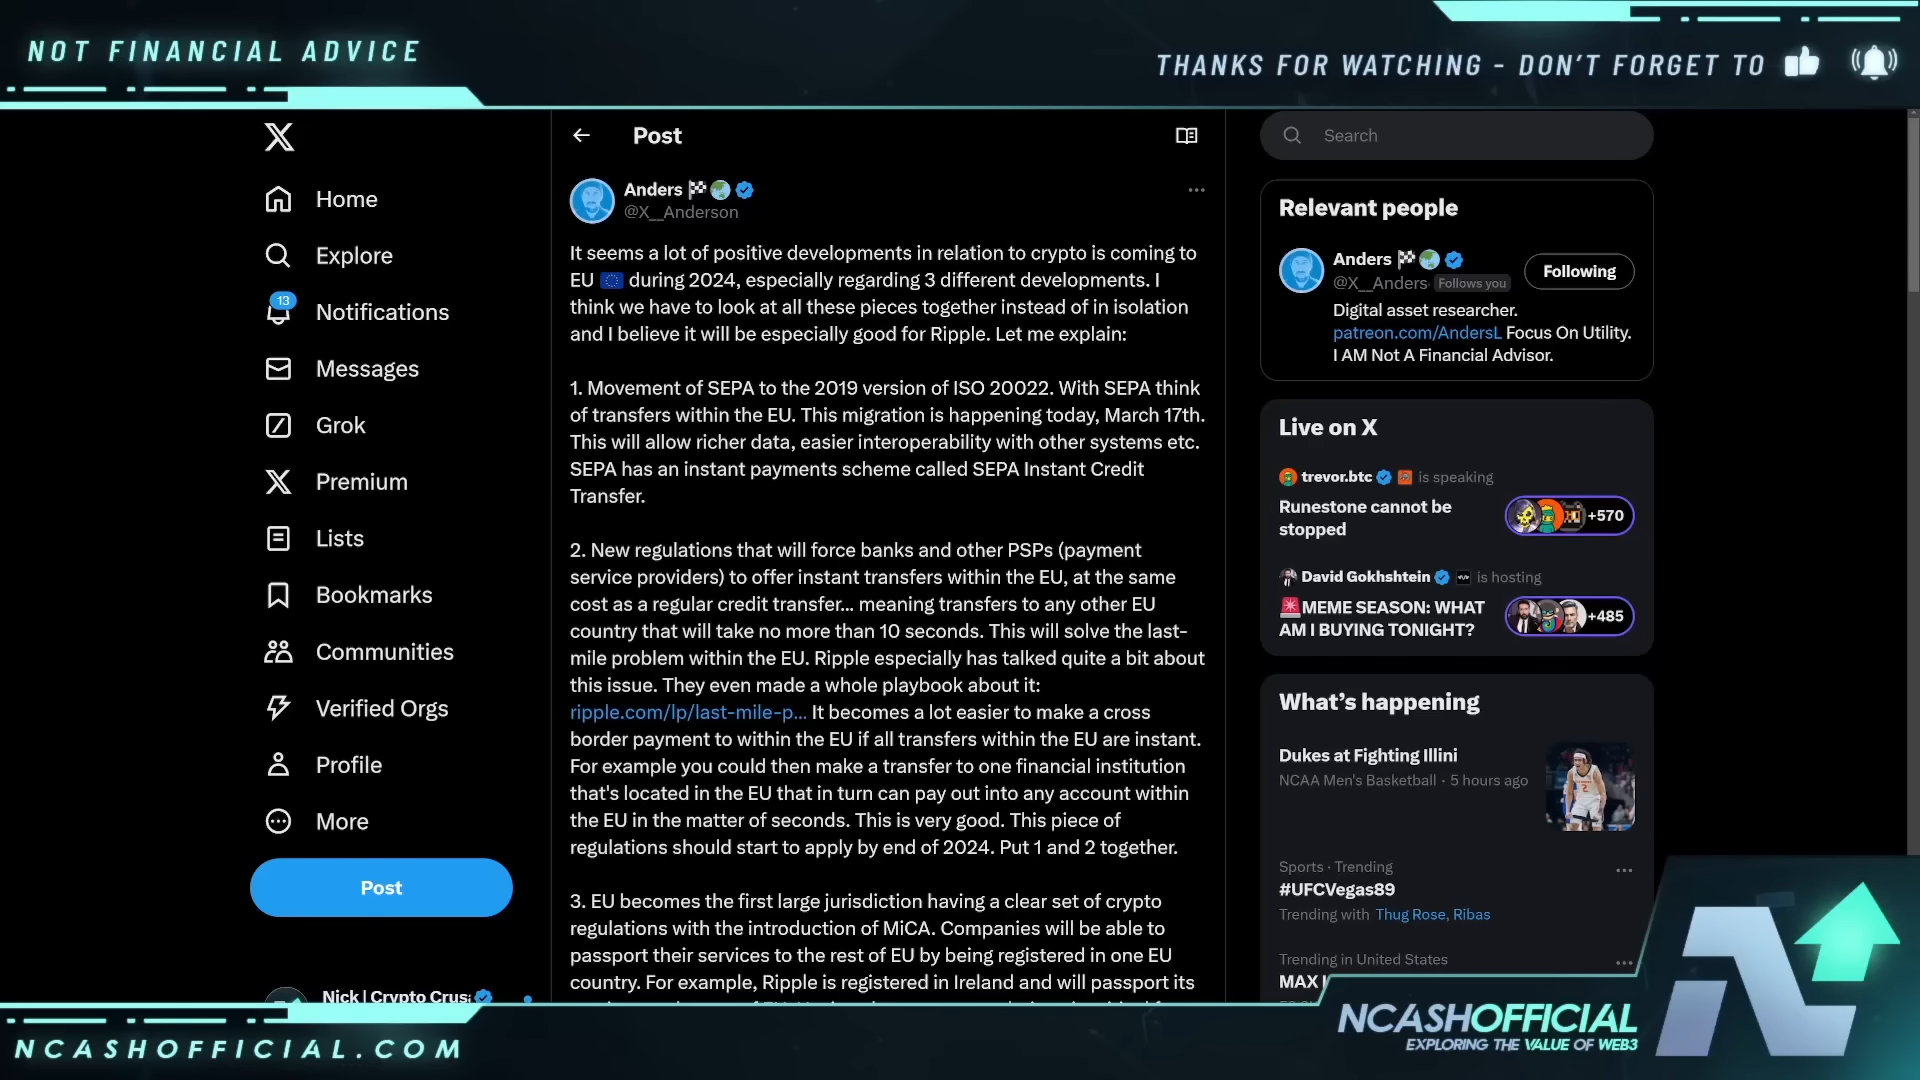 NOT FINANCIAL ADVICE
THANKS FOR WATCHING - DON'T FORGET TO
Home
Explore
13
Notifications
Messages
Grok
Premium
Lists
Bookmarks
Communities
Verified Orgs
Profile
More
Post
Nick | Crypto Crus
Post
Anders
@X__Anderson
It seems a lot of positive developments in relation to crypto is coming to
EU 🇪🇺 during 2024, especially regarding 3 different developments. I
think we have to look at all these pieces together instead of in isolation
and I believe it will be especially good for Ripple. Let me explain:
1. Movement of SEPA to the 2019 version of ISO 20022. With SEPA think
of transfers within the EU. This migration is happening today, March 17th.
This will allow richer data, easier interoperability with other systems etc.
SEPA has an instant payments scheme called SEPA Instant Credit
Transfer.
2. New regulations that will force banks and other PSPs (payment
service providers) to offer instant transfers within the EU, at the same
cost as a regular credit transfer... meaning transfers to any other EU
country that will take no more than 10 seconds. This will solve the last-
mile problem within the EU. Ripple especially has talked quite a bit about
this issue. They even made a whole playbook about it:
ripple.com/lp/last-mile-p... It becomes a lot easier to make a cross
border payment to within the EU if all transfers within the EU are instant.
For example you could then make a transfer to one financial institution
that's located in the EU that in turn can pay out into any account within
the EU in the matter of seconds. This is very good. This piece of
regulations should start to apply by end of 2024. Put 1 and 2 together.
3. EU becomes the first large jurisdiction having a clear set of crypto
regulations with the introduction of MiCA. Companies will be able to
passport their services to the rest of EU by being registered in one EU
country. For example, Ripple is registered in Ireland and will passport its
Search
Relevant people
Anders
@X__Anders Follows you
Following
Digital asset researcher.
patreon.com/AndersL Focus On Utility.
I AM Not A Financial Advisor.
Live on X
trevor.btc is speaking
Runestone cannot be
stopped
+570
David Gokhshtein is hosting
🚨MEME SEASON: WHAT
AM I BUYING TONIGHT?
+485
What's happening
Dukes at Fighting Illini
NCAA Men's Basketball · 5 hours ago
Sports · Trending
#UFCVegas89
Trending with Thug Rose, Ribas
Trending in United States
MAX
NCASHOFFICIAL.COM
NCASHOFFICIAL
EXPLORING THE VALUE OF WEB3